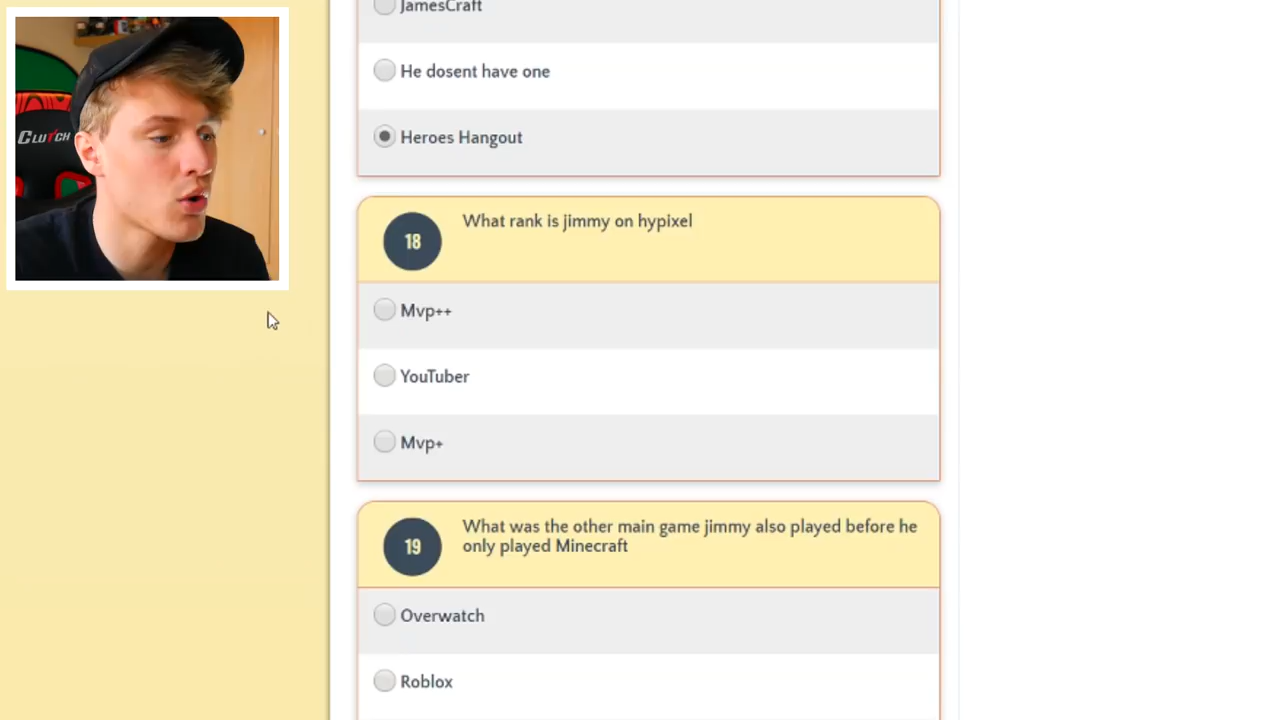 JamesCraft
He dosent have one
CLUTCH
Heroes Hangout
18
What rank is jimmy on hypixel
Mvp++
YouTuber
Mvp+
19
What was the other main game jimmy also played before he
only played Minecraft
Overwatch
Roblox